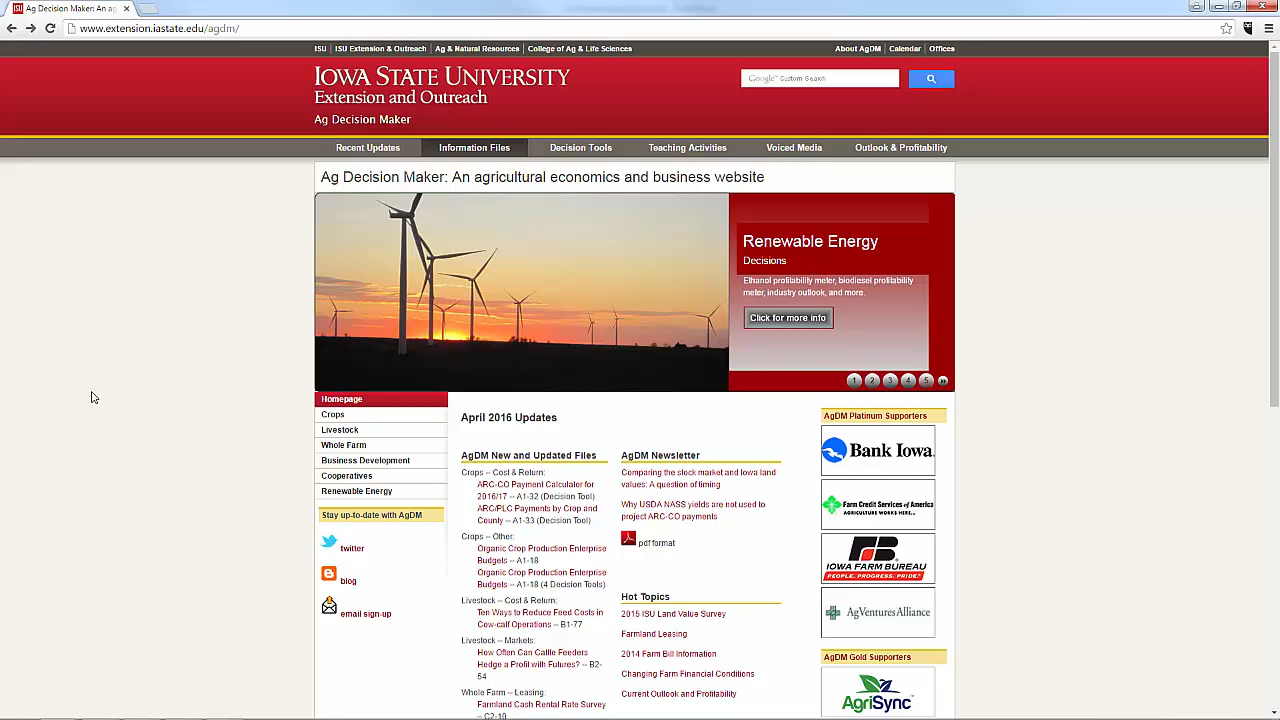 Ag Decision Maker: An ag
www.extension.iastate.edu/agdm/
ISU | ISU Extension & Outreach | Ag & Natural Resources | College of Ag & Life Sciences
About AgDM | Calendar | Offices
IOWA STATE UNIVERSITY
Extension and Outreach
Ag Decision Maker
Google™ Custom Search
Recent Updates
Information Files
Decision Tools
Teaching Activities
Voiced Media
Outlook & Profitability
Ag Decision Maker: An agricultural economics and business website
Renewable Energy
Decisions
Ethanol profitability meter, biodiesel profitability
meter, industry outlook, and more.
Click for more info
1 2 3 4 5
Homepage
Crops
Livestock
Whole Farm
Business Development
Cooperatives
Renewable Energy
Stay up-to-date with AgDM
twitter
blog
email sign-up
April 2016 Updates
AgDM New and Updated Files
Crops -- Cost & Return:
ARC-CO Payment Calculator for
2016/17 -- A1-32 (Decision Tool)
ARC/PLC Payments by Crop and
County -- A1-33 (Decision Tool)
Crops -- Other:
Organic Crop Production Enterprise
Budgets -- A1-18
Organic Crop Production Enterprise
Budgets -- A1-18 (4 Decision Tools)
Livestock -- Cost & Return:
Ten Ways to Reduce Feed Costs in
Cow-calf Operations -- B1-77
Livestock -- Markets:
How Often Can Cattle Feeders
Hedge a Profit with Futures? -- B2-
54
Whole Farm -- Leasing:
Farmland Cash Rental Rate Survey
-- C2-10
AgDM Newsletter
Comparing the stock market and Iowa land
values: A question of timing
Why USDA NASS yields are not used to
project ARC-CO payments
pdf format
Hot Topics
2015 ISU Land Value Survey
Farmland Leasing
2014 Farm Bill Information
Changing Farm Financial Conditions
Current Outlook and Profitability
AgDM Platinum Supporters
Bank Iowa
Farm Credit Services of America
AGRICULTURE WORKS HERE...
IOWA FARM BUREAU
PEOPLE. PROGRESS. PRIDE.®
AgVenturesAlliance
AgDM Gold Supporters
AGRISync